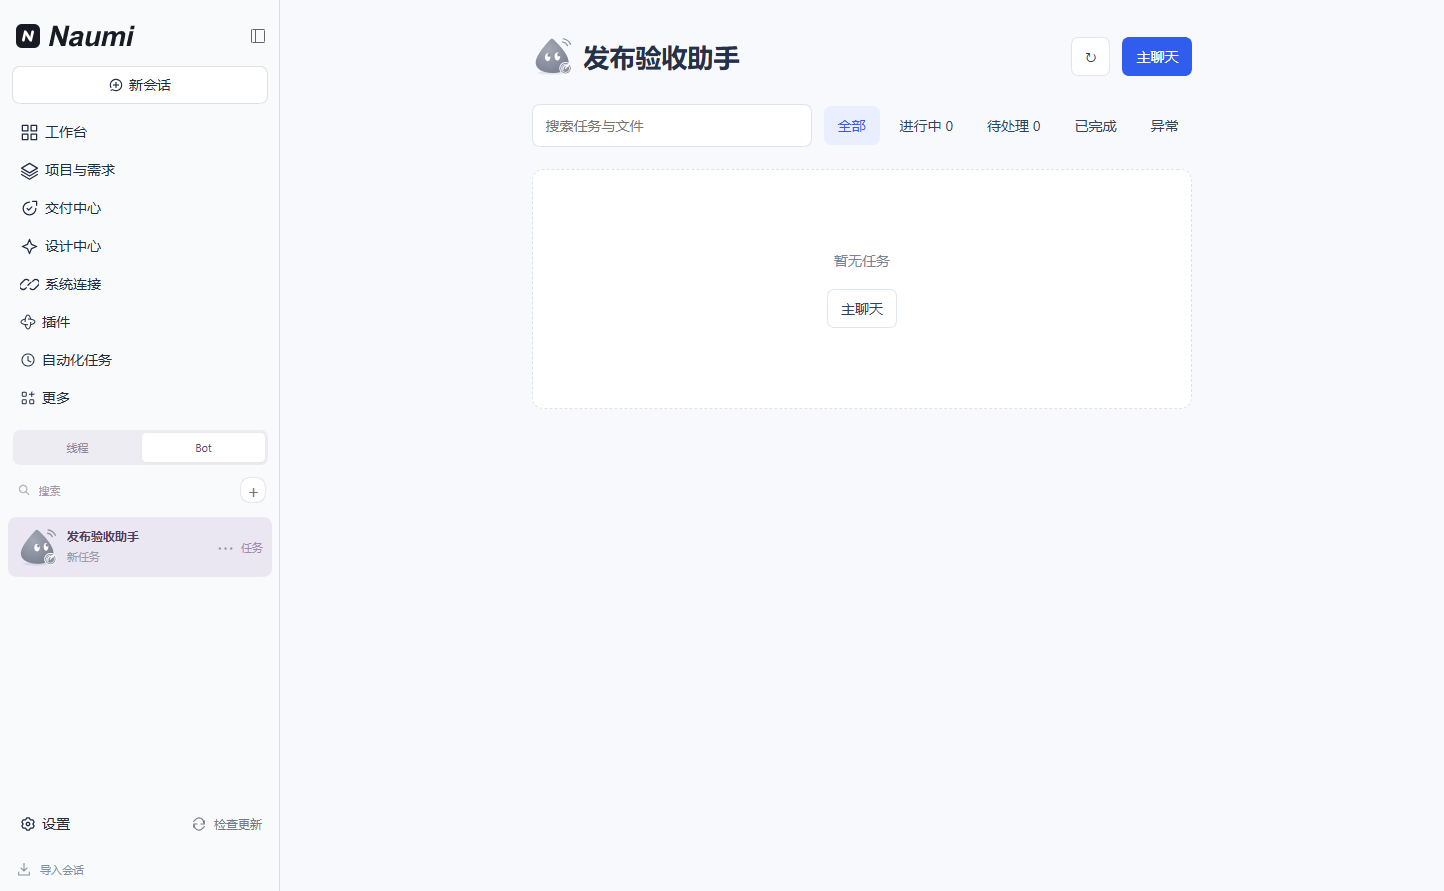 Naumi
新会话
工作台
项目与需求
交付中心
设计中心
系统连接
插件
自动化任务
更多
线程 Bot
搜索
发布验收助手
新任务
任务
设置 检查更新
导入会话
发布验收助手
主聊天
搜索任务与文件 全部 进行中 0 待处理 0 已完成 异常
暂无任务
主聊天